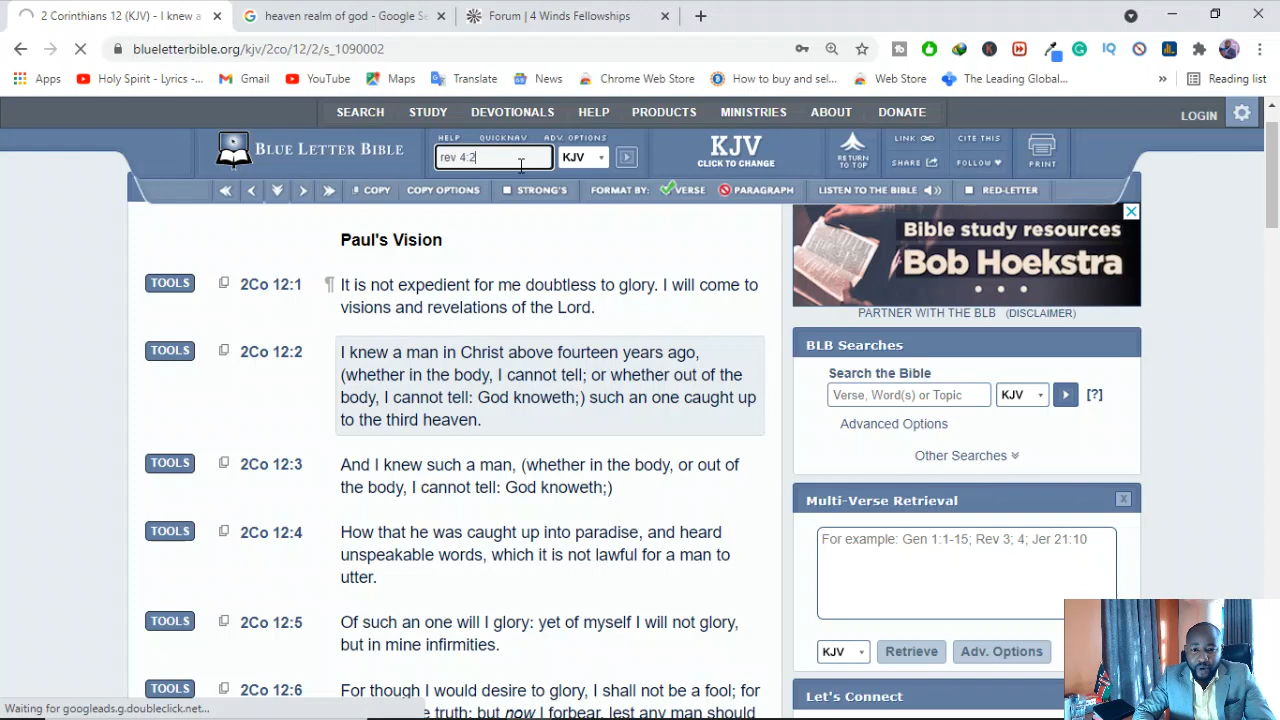 2 Corinthians 12 (KJV) - I knew a
heaven realm of god - Google Se
Forum | 4 Winds Fellowships
blueletterbible.org/kjv/2co/12/2/s_1090002
Apps
Holy Spirit - Lyrics -...
Gmail
YouTube
Maps
Translate
News
Chrome Web Store
How to buy and sel...
Web Store
The Leading Global...
Reading list
SEARCH STUDY DEVOTIONALS HELP PRODUCTS MINISTRIES ABOUT DONATE
LOGIN
BLUE LETTER BIBLE
HELP QUICKNAV ADV. OPTIONS
rev 4:2
KJV
KJV
CLICK TO CHANGE
RETURN
TO TOP
LINK
CITE THIS
SHARE
FOLLOW
PRINT
COPY COPY OPTIONS STRONG'S FORMAT BY: VERSE PARAGRAPH LISTEN TO THE BIBLE RED-LETTER
Paul's Vision
TOOLS 2Co 12:1 ¶ It is not expedient for me doubtless to glory. I will come to
visions and revelations of the Lord.
TOOLS 2Co 12:2 I knew a man in Christ above fourteen years ago,
(whether in the body, I cannot tell; or whether out of the
body, I cannot tell: God knoweth;) such an one caught up
to the third heaven.
TOOLS 2Co 12:3 And I knew such a man, (whether in the body, or out of
the body, I cannot tell: God knoweth;)
TOOLS 2Co 12:4 How that he was caught up into paradise, and heard
unspeakable words, which it is not lawful for a man to
utter.
TOOLS 2Co 12:5 Of such an one will I glory: yet of myself I will not glory,
but in mine infirmities.
TOOLS 2Co 12:6 For though I would desire to glory, I shall not be a fool; for
e truth: but now I forbear, lest any man should
Bible study resources
BOB HOEKSTRA
PARTNER WITH THE BLB (DISCLAIMER)
BLB Searches
Search the Bible
Verse, Word(s) or Topic
KJV
[?]
Advanced Options
Other Searches
Multi-Verse Retrieval
X
For example: Gen 1:1-15; Rev 3; 4; Jer 21:10
KJV
Retrieve
Adv. Options
Let's Connect
Waiting for googleads.g.doubleclick.net...